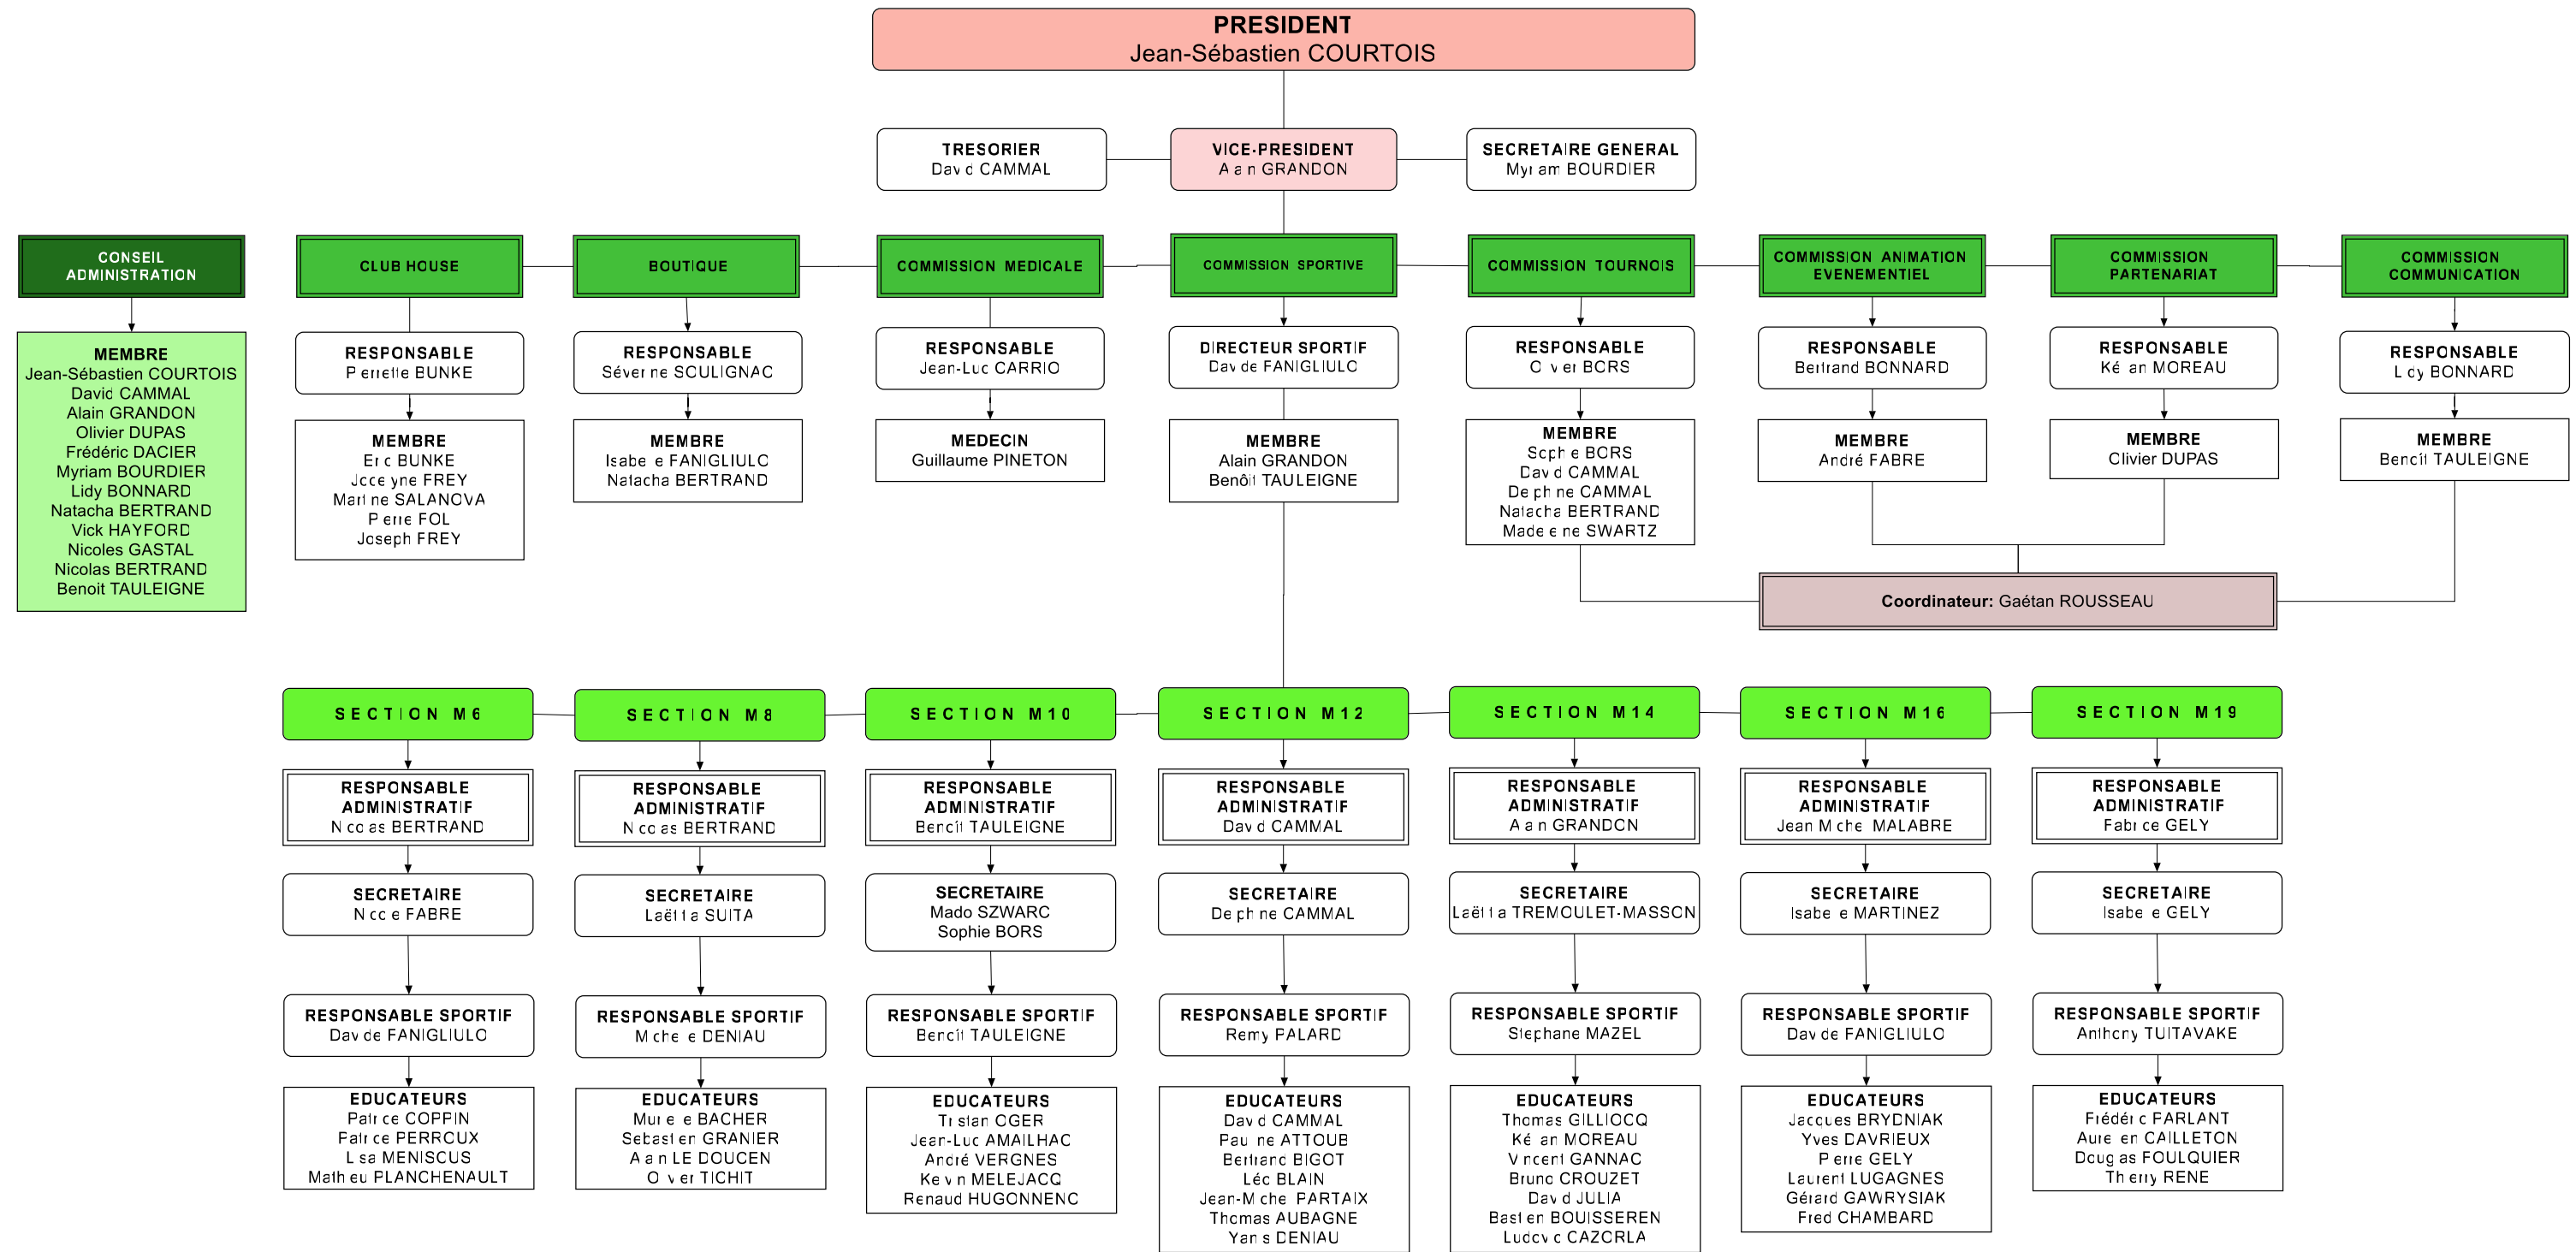 PRESIDENT
Jean-Sébastien COURTOIS
TRESORIER
David CAMMAL
VICE-PRESIDENT
Alain GRANDON
SECRETAIRE GENERAL
Myriam BOURDIER
CONSEIL
ADMINISTRATION
CLUB HOUSE
BOUTIQUE
COMMISSION MEDICALE
COMMISSION SPORTIVE
COMMISSION TOURNOIS
COMMISSION ANIMATION
EVENEMENTIEL
COMMISSION
PARTENARIAT
COMMISSION
COMMUNICATION
MEMBRE
Jean-Sébastien COURTOIS
David CAMMAL
Alain GRANDON
Olivier DUPAS
Frédéric DACIER
Myriam BOURDIER
Lidy BONNARD
Natacha BERTRAND
Vick HAYFORD
Nicoles GASTAL
Nicolas BERTRAND
Benoit TAULEIGNE
RESPONSABLE
Pierrette BUNKE
MEMBRE
Eric BUNKE
Jocelyne FREY
Martine SALANOVA
Pierre FOL
Joseph FREY
RESPONSABLE
Séverine SOULIGNAC
MEMBRE
Isabelle FANIGLIULO
Natacha BERTRAND
RESPONSABLE
Jean-Luc CARRIO
MEDECIN
Guillaume PINETON
DIRECTEUR SPORTIF
Davide FANIGLIULO
MEMBRE
Alain GRANDON
Benôit TAULEIGNE
RESPONSABLE
Olivier BORS
MEMBRE
Sophie BORS
David CAMMAL
Delphine CAMMAL
Natacha BERTRAND
Madeleine SWARTZ
RESPONSABLE
Bertrand BONNARD
MEMBRE
André FABRE
RESPONSABLE
Kélian MOREAU
MEMBRE
Olivier DUPAS
RESPONSABLE
Lidy BONNARD
MEMBRE
Benoît TAULEIGNE
Coordinateur: Gaétan ROUSSEAU
SECTION M6
SECTION M8
SECTION M10
SECTION M12
SECTION M14
SECTION M16
SECTION M19
RESPONSABLE
ADMINISTRATIF
Nicolas BERTRAND
SECRETAIRE
Nicole FABRE
RESPONSABLE SPORTIF
Davide FANIGLIULO
EDUCATEURS
Patrice COPPIN
Patrice PERROUX
Lisa MENISCUS
Mathieu PLANCHENAULT
RESPONSABLE
ADMINISTRATIF
Nicolas BERTRAND
SECRETAIRE
Laëtitia SUITA
RESPONSABLE SPORTIF
Michele DENIAU
EDUCATEURS
Murielle BACHER
Sebastien GRANIER
Alain LE DOUCEN
Olivier TICHIT
RESPONSABLE
ADMINISTRATIF
Benoît TAULEIGNE
SECRETAIRE
Mado SZWARC
Sophie BORS
RESPONSABLE SPORTIF
Benoît TAULEIGNE
EDUCATEURS
Tristan OGER
Jean-Luc AMAILHAC
André VERGNES
Kelvin MELEJACQ
Renaud HUGONNENC
RESPONSABLE
ADMINISTRATIF
David CAMMAL
SECRETAIRE
Delphine CAMMAL
RESPONSABLE SPORTIF
Remy PALARD
EDUCATEURS
David CAMMAL
Pauline ATTOUB
Bertrand BIGOT
Léo BLAIN
Jean-Michel PARTAIX
Thomas AUBAGNE
Yanis DENIAU
RESPONSABLE
ADMINISTRATIF
Alain GRANDON
SECRETAIRE
Laëtitia TREMOULET-MASSON
RESPONSABLE SPORTIF
Stephane MAZEL
EDUCATEURS
Thomas GILLIOCQ
Kélian MOREAU
Vincent GANNAC
Bruno CROUZET
David JULIA
Bastien BOUISSEREN
Ludovic CAZORLA
RESPONSABLE
ADMINISTRATIF
Jean Michel MALABRE
SECRETAIRE
Isabelle MARTINEZ
RESPONSABLE SPORTIF
Davide FANIGLIULO
EDUCATEURS
Jacques BRYDNIAK
Yves DAVRIEUX
Pierre GELY
Laurent LUGAGNES
Gérard GAWRYSIAK
Fred CHAMBARD
RESPONSABLE
ADMINISTRATIF
Fabrice GELY
SECRETAIRE
Isabelle GELY
RESPONSABLE SPORTIF
Anthony TUITAVAKE
EDUCATEURS
Frédéric PARLANT
Aurelien CAILLETON
Douglas FOULQUIER
Thierry RENE